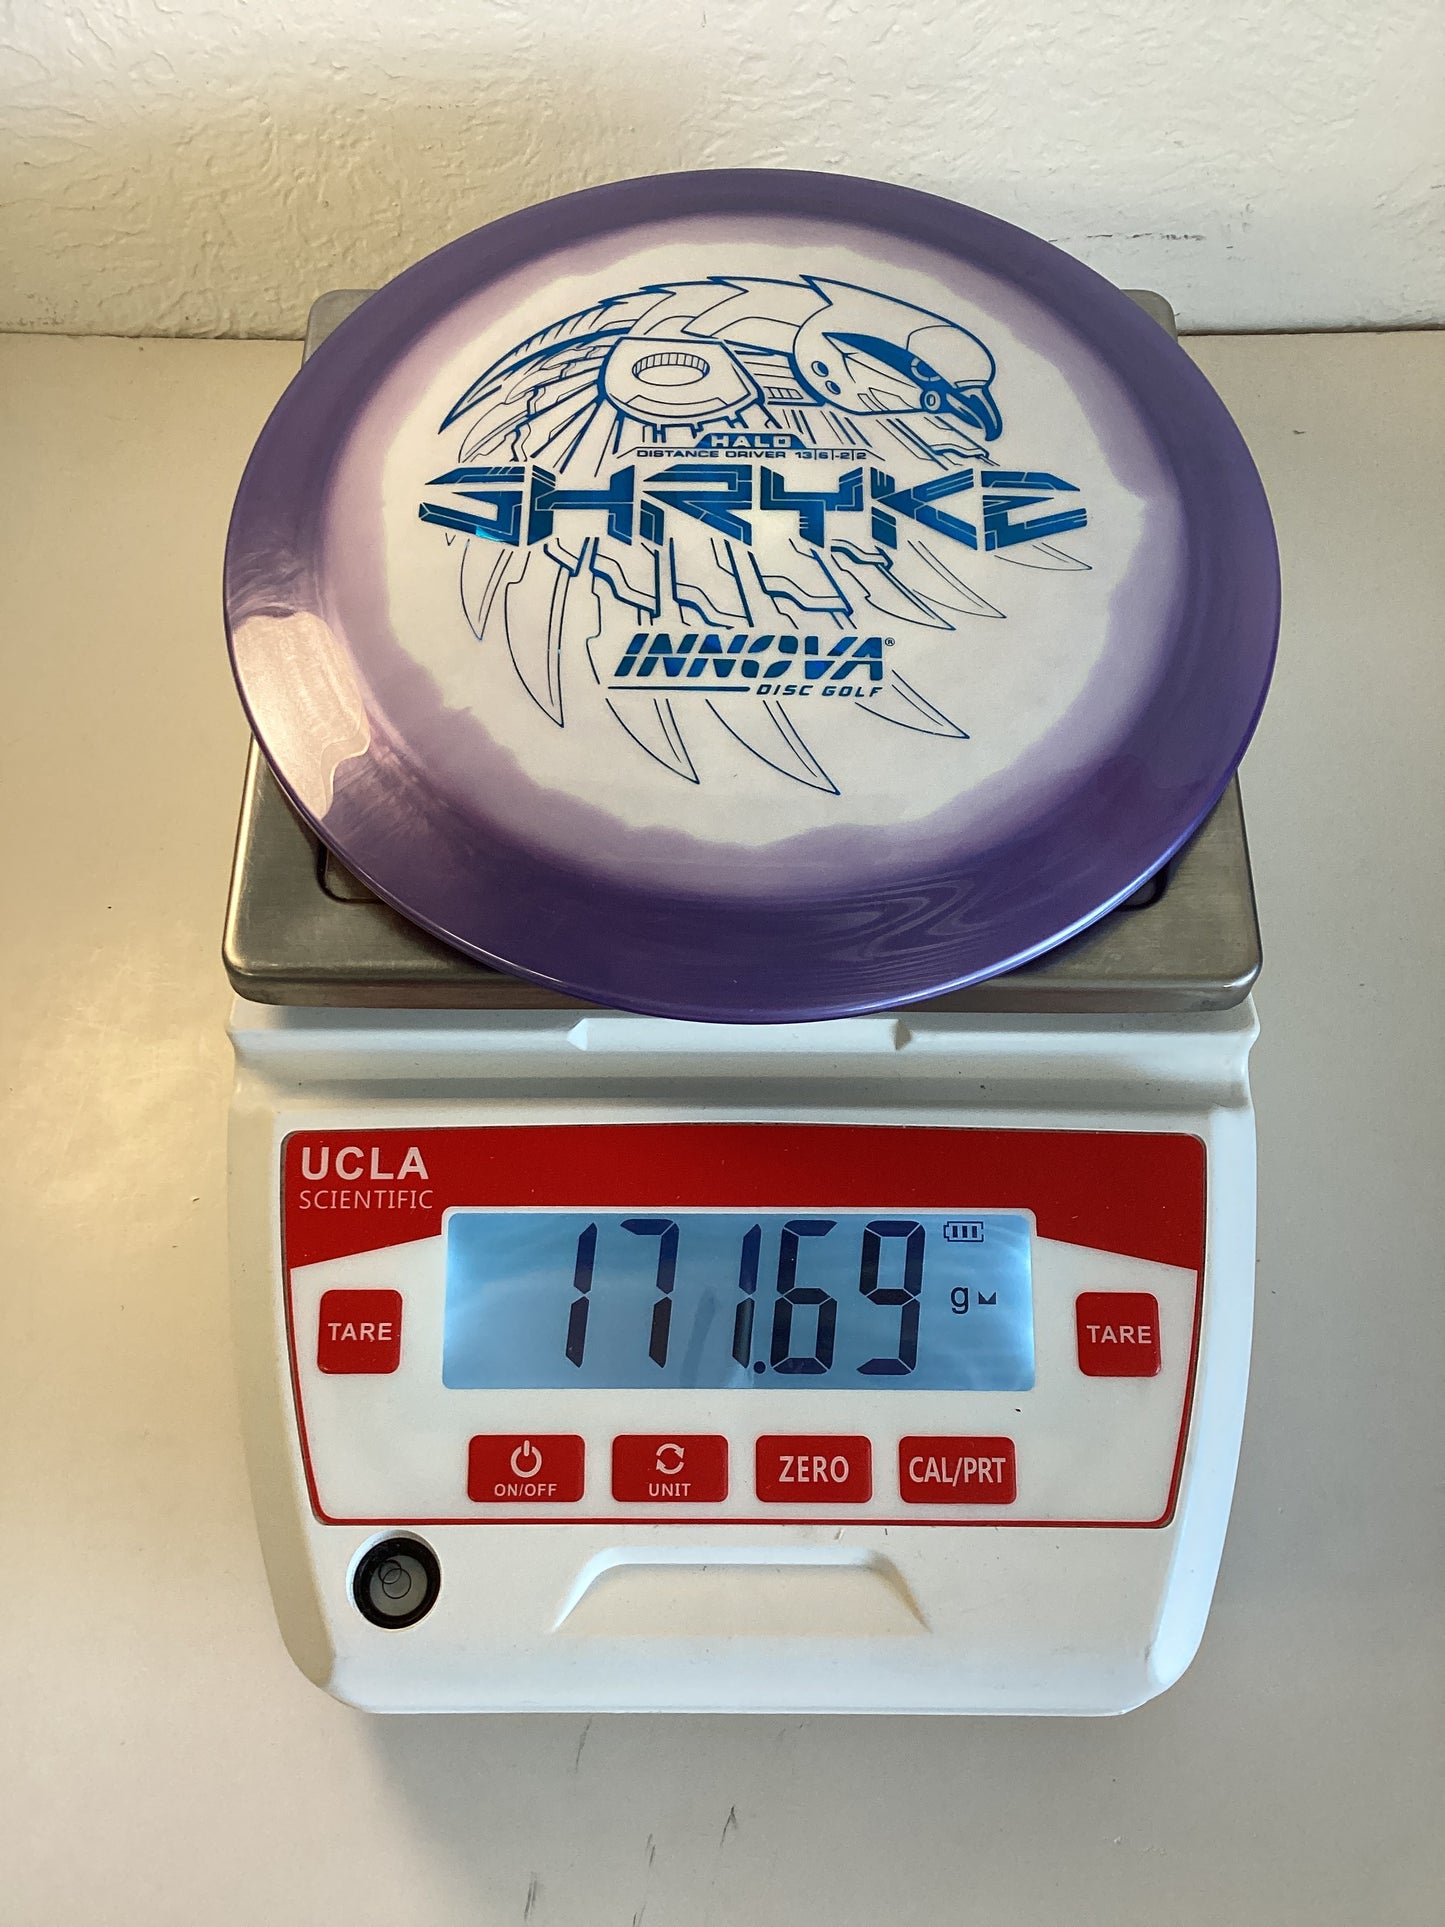 HALO
DISTANCE DRIVER 13|6|-2|2
SHRYKE
INNOVA®
DISC GOLF
UCLA
SCIENTIFIC
171.69 g
TARE
TARE
ON/OFF
UNIT
ZERO
CAL/PRT